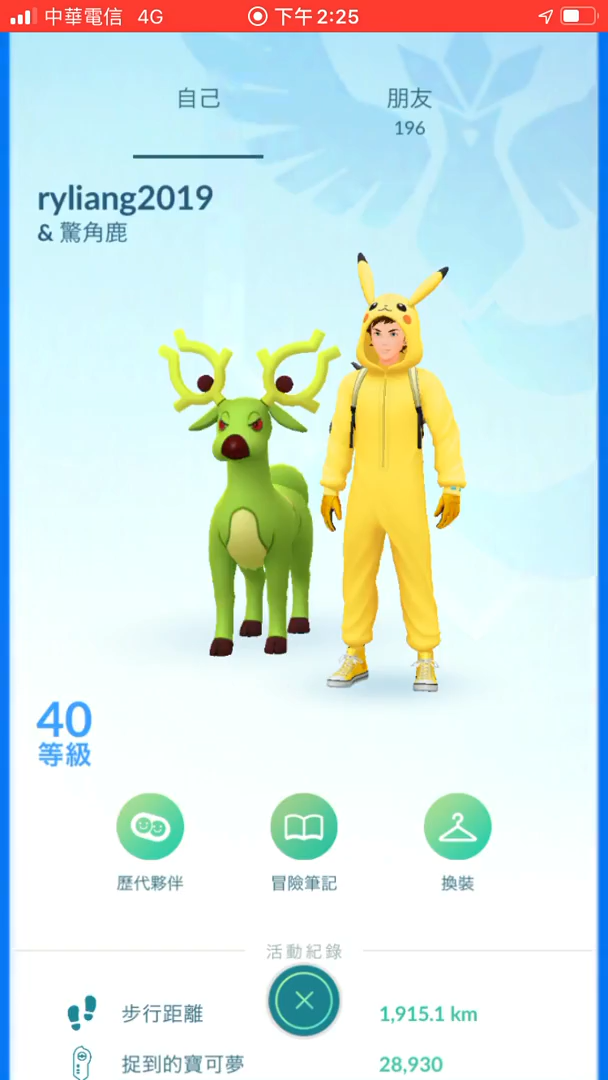 中華電信 4G 下午2:25
自己 朋友
196
ryliang2019
& 驚角鹿
40
等級
歷代夥伴 冒險筆記 換裝
活動紀錄
步行距離 1,915.1 km
捉到的寶可夢 28,930